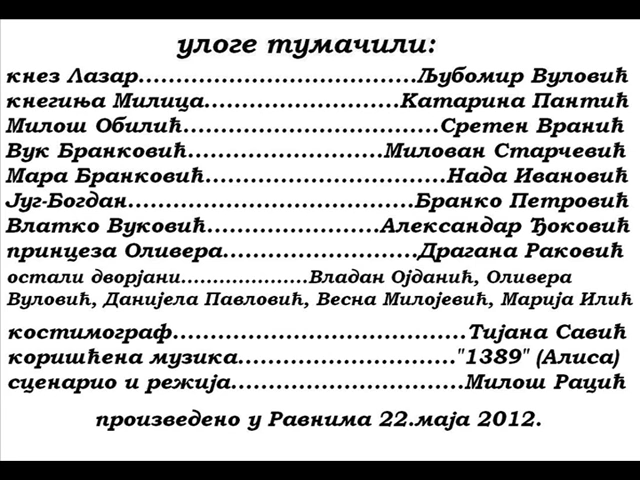 улоге тумачили:
кнез Лазар.......................................Љубомир Вуловић
кнегиња Милица...........................Катарина Пантић
Милош Обилић....................................Сретен Вранић
Вук Бранковић...........................Милован Старчевић
Мара Бранковић..................................Нада Ивановић
Југ-Богдан........................................Бранко Петровић
Влатко Вуковић........................Александар Ђоковић
принцеза Оливера...........................Драгана Раковић
остали дворјани.....................Владан Ојданић, Оливера
Вуловић, Данијела Павловић, Весна Милојевић, Марија Илић
костимограф.........................................Тијана Савић
коришћена музика..............................."1389" (Алиса)
сценарио и режија.................................Милош Рацић
произведено у Равнима 22.маја 2012.